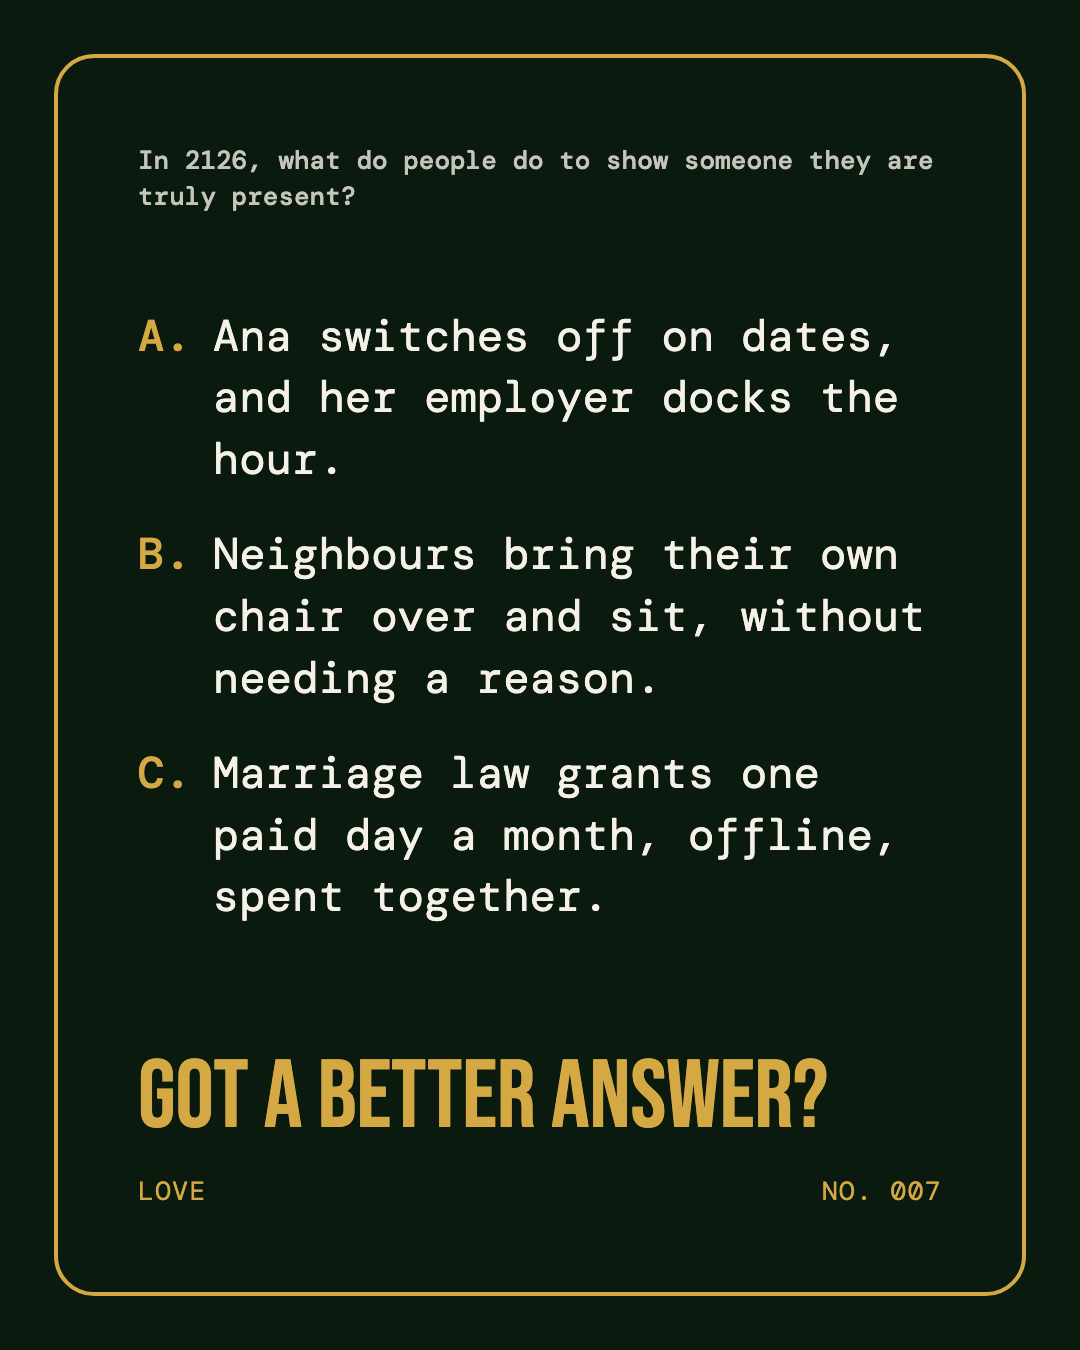 In 2126, what do people do to show someone they are
truly present?
A. Ana switches off on dates,
and her employer docks the
hour.
B. Neighbours bring their own
chair over and sit, without
needing a reason.
C. Marriage law grants one
paid day a month, offline,
spent together.
GOT A BETTER ANSWER?
LOVE NO. 007